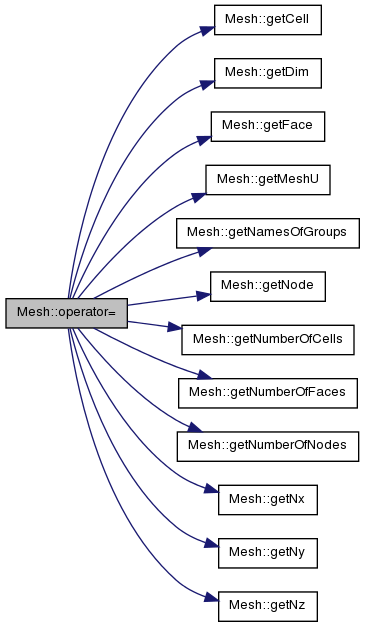 Mesh::getCell
Mesh::getDim
Mesh::getFace
Mesh::getMeshU
Mesh::getNamesOfGroups
Mesh::getNode
Mesh::operator=
Mesh::getNumberOfCells
Mesh::getNumberOfFaces
Mesh::getNumberOfNodes
Mesh::getNx
Mesh::getNy
Mesh::getNz